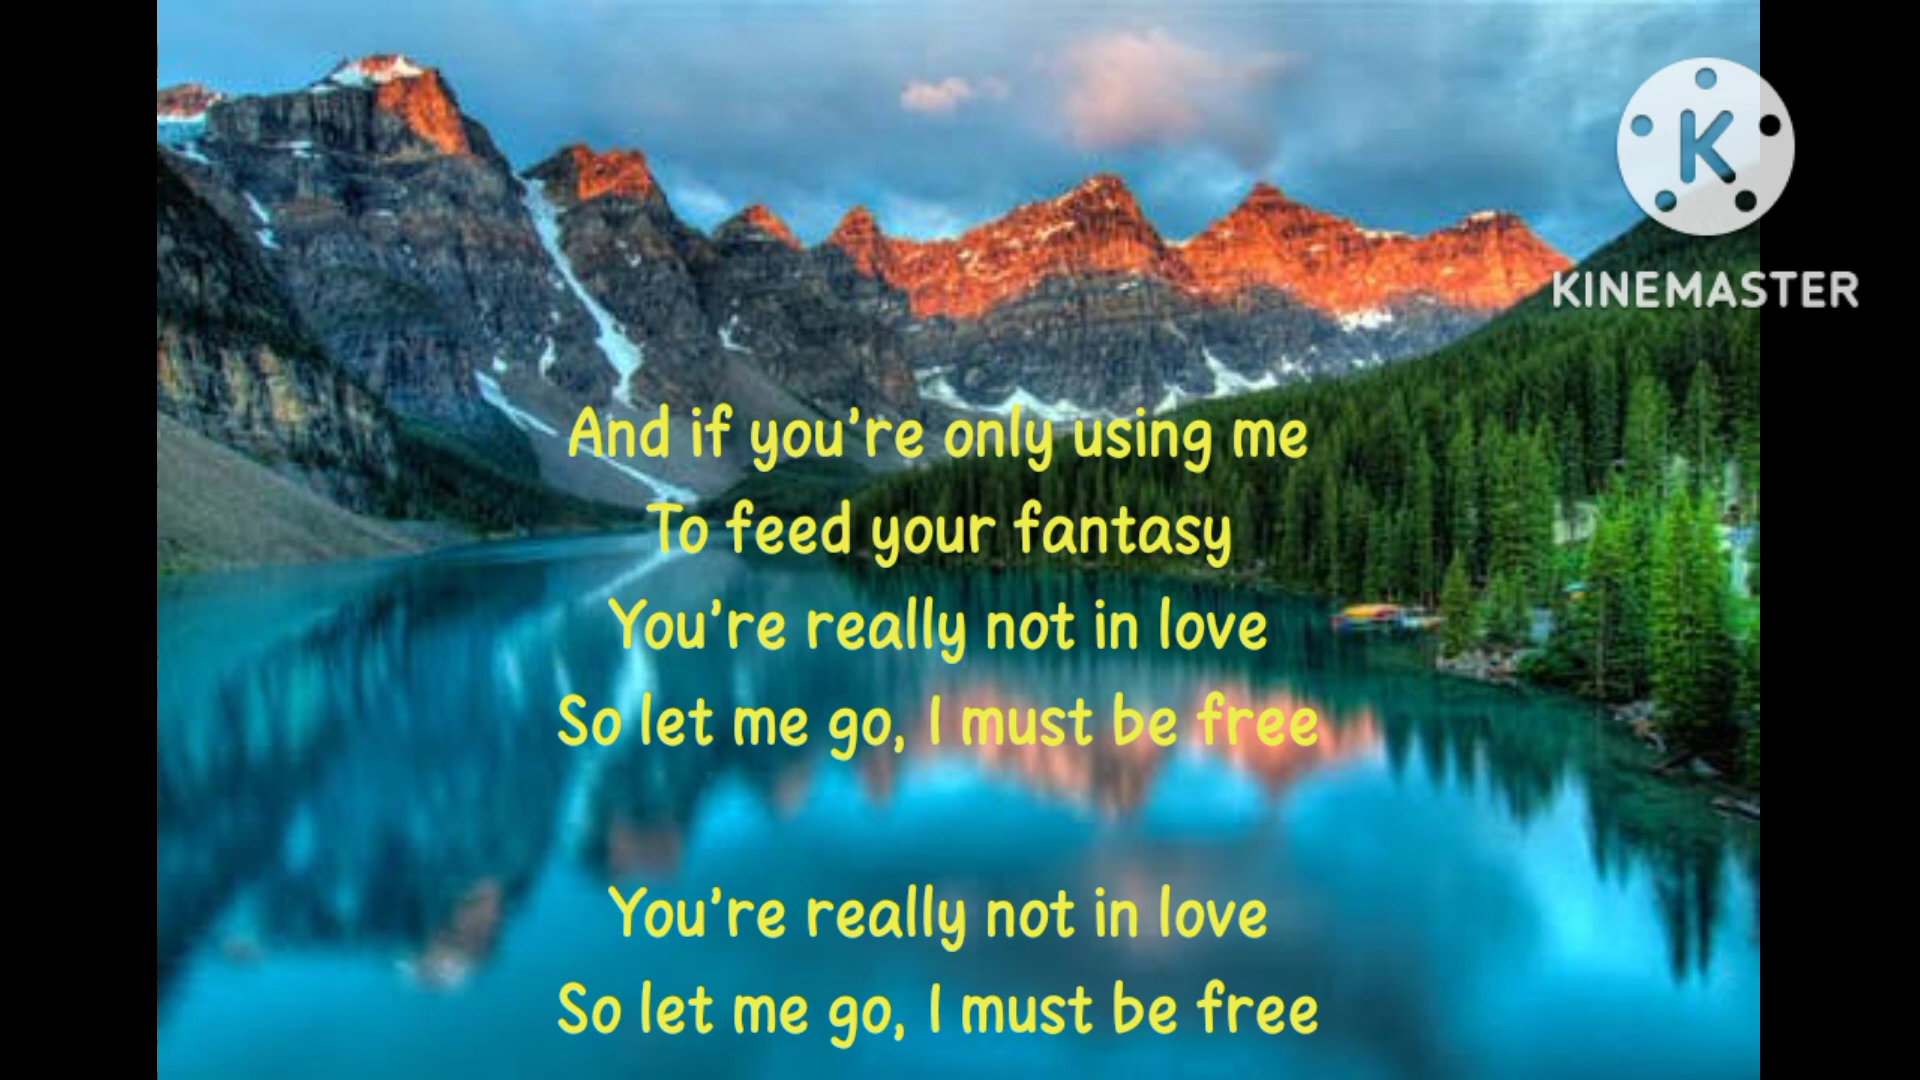 K
KINEMASTER
And if you're only using me
To feed your fantasy
You're really not in love
So let me go, I must be free
You're really not in love
So let me go, I must be free